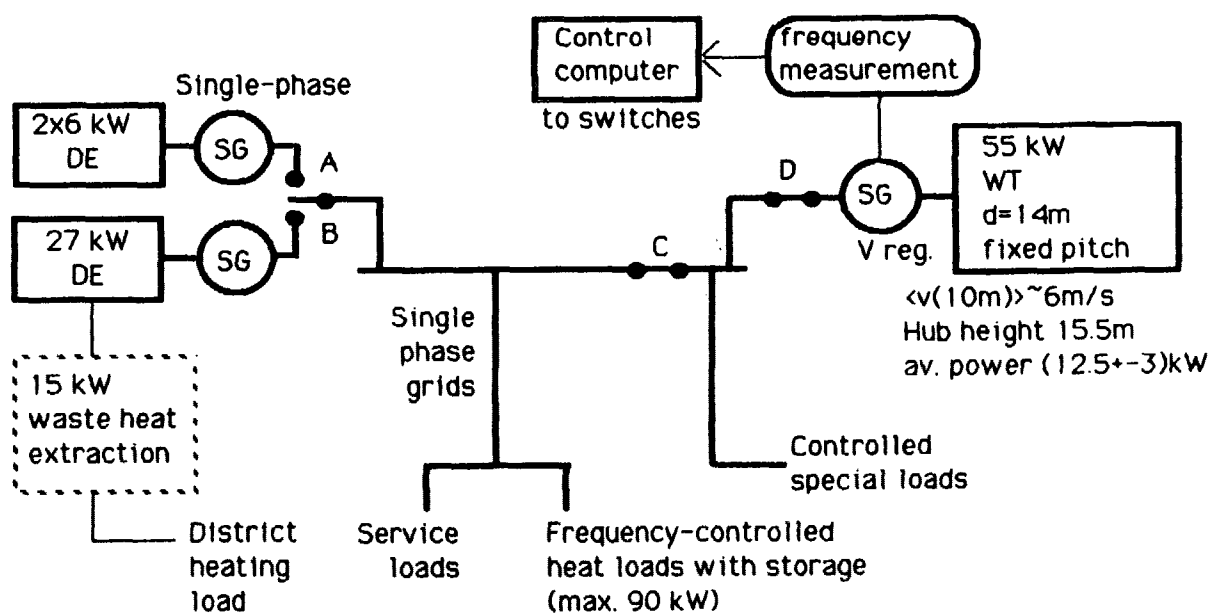 Single-phase
2x6 kW
DE
SG
A
27 kW
DE
SG
B
15 kW
waste heat
extraction
District
heating
load
Single
phase
grids
Service
loads
Frequency-controlled
heat loads with storage
(max. 90 kW)
C
Controlled
special loads
Control
computer
to switches
frequency
measurement
D
SG
V reg.
55 kW
WT
d=14m
fixed pitch
<v(10m)>~6m/s
Hub height 15.5m
av. power (12.5+-3)kW